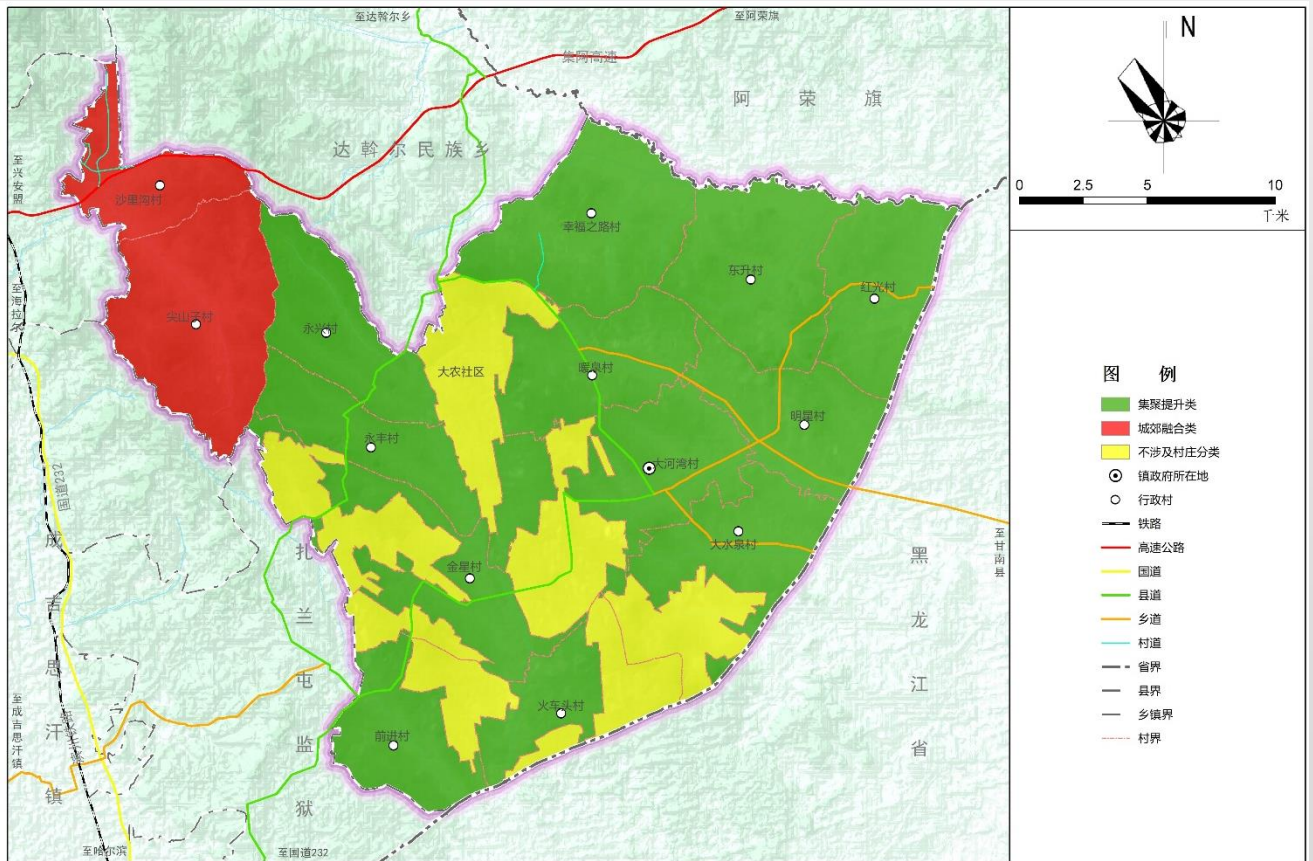 至达斡尔乡
至阿荣旗
集阿高速
阿荣旗
达斡尔民族乡
至兴安盟
沙里沟村
幸福之路村
东升村
红光村
至海拉尔
尖山子村
永兴村
大农社区
暖泉村
明星村
永丰村
大河湾村
国道232
大水泉村
至甘南县
金星村
成吉思汗镇
扎兰屯监狱
黑龙江省
火车头村
前进村
至成吉思汗镇
至哈尔滨
至国道232
N
0 2.5 5 10
千米
图 例
集聚提升类
城郊融合类
不涉及村庄分类
镇政府所在地
行政村
铁路
高速公路
国道
县道
乡道
村道
省界
县界
乡镇界
村界